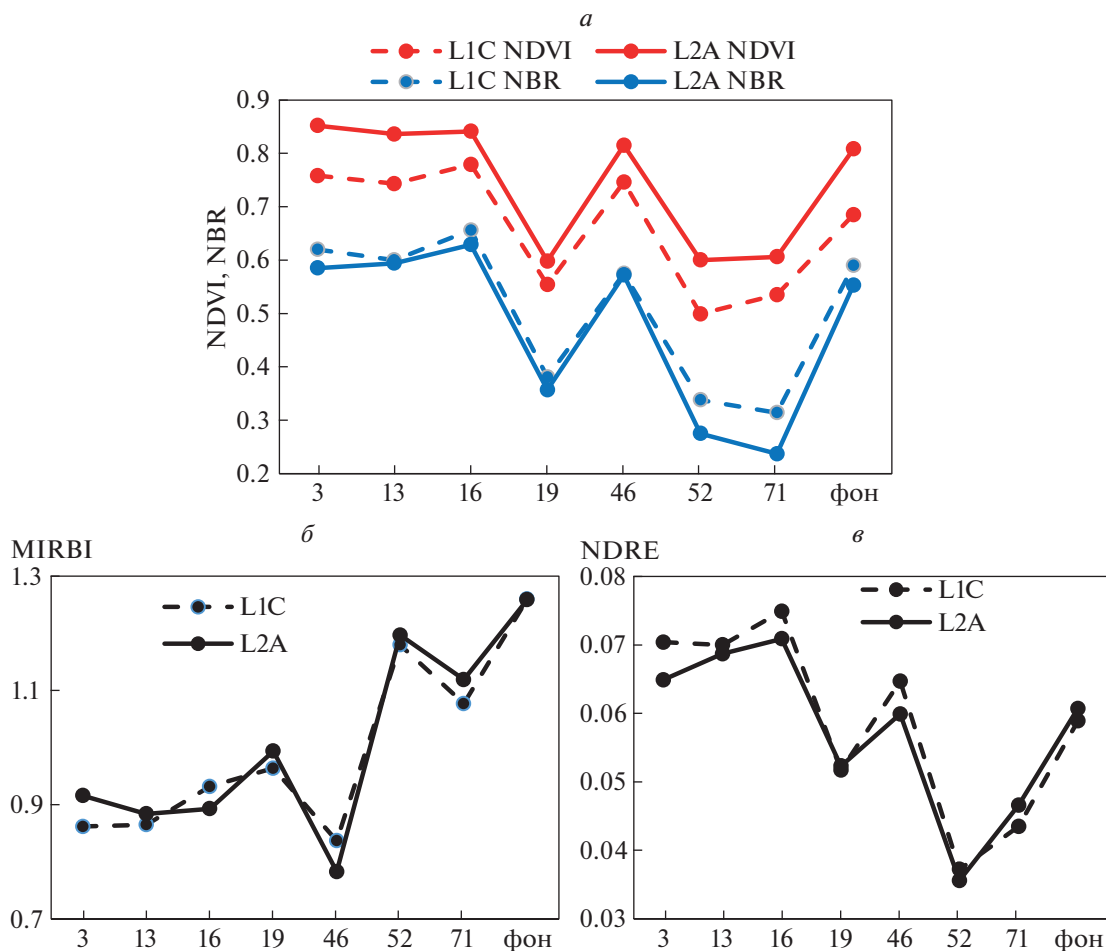 а
L1C NDVI L2A NDVI
L1C NBR L2A NBR
NDVI, NBR
0.9
0.8
0.7
0.6
0.5
0.4
0.3
0.2
3 13 16 19 46 52 71 фон
б
MIRBI
1.3
1.1
0.9
0.7
L1C
L2A
3 13 16 19 46 52 71 фон
в
NDRE
0.08
0.07
0.06
0.05
0.04
0.03
L1C
L2A
3 13 16 19 46 52 71 фон